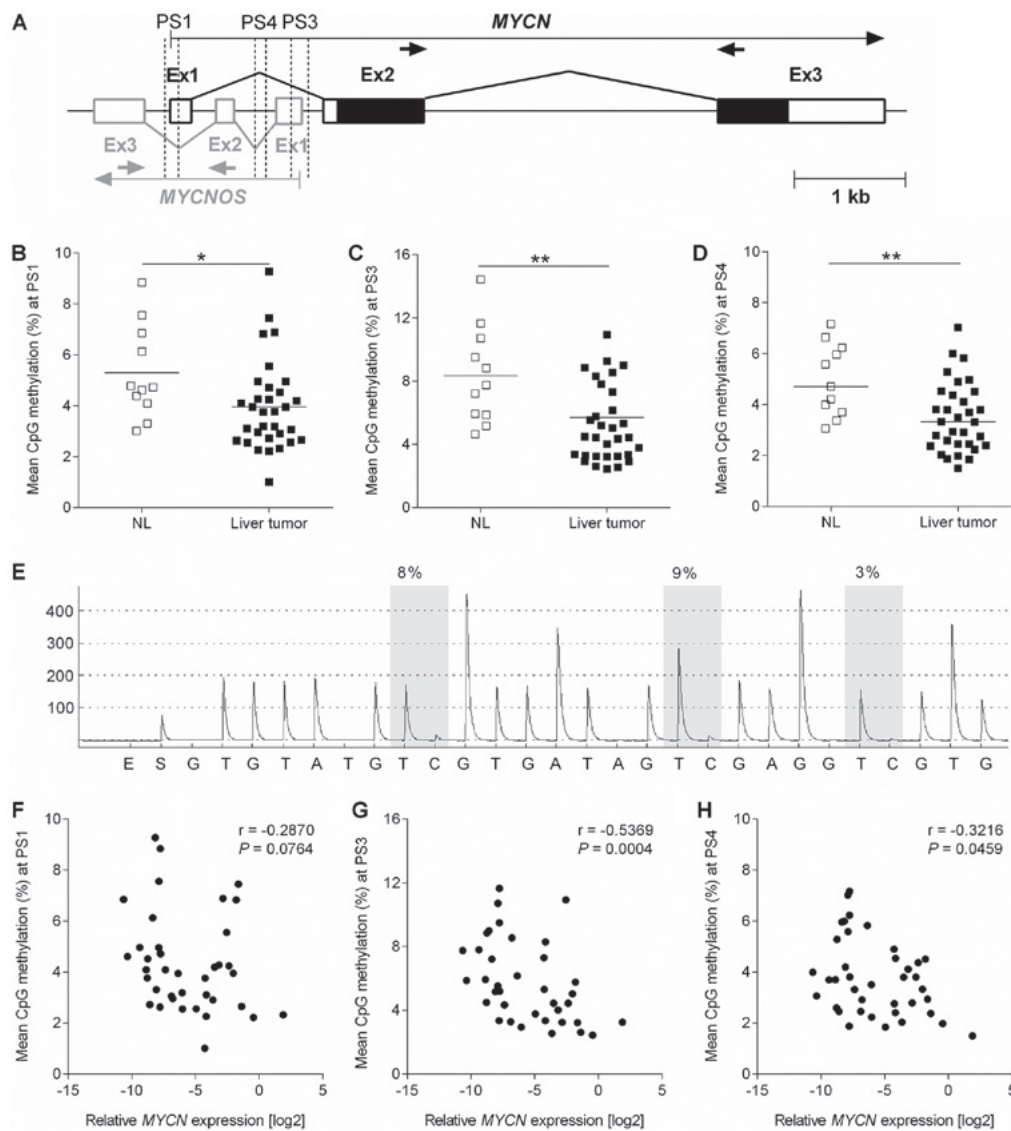 A
PS1 PS4 PS3
MYCN
Ex1 Ex2 Ex3
Ex3 Ex2 Ex1
MYCNOS
1 kb
B
Mean CpG methylation (%) at PS1
10
8
6
4
2
0
*
NL Liver tumor
C
Mean CpG methylation (%) at PS3
16
12
8
4
0
**
NL Liver tumor
D
Mean CpG methylation (%) at PS4
10
8
6
4
2
0
**
NL Liver tumor
E
8% 9% 3%
400
300
200
100
E S G T G T A T G T C G T G A T A G T C G A G G T C G T G
F
Mean CpG methylation (%) at PS1
10
8
6
4
2
0
r = -0.2870
P = 0.0764
-15 -10 -5 0 5
Relative MYCN expression [log2]
G
Mean CpG methylation (%) at PS3
15
12
8
4
0
r = -0.5369
P = 0.0004
-15 -10 -5 0 5
Relative MYCN expression [log2]
H
Mean CpG methylation (%) at PS4
10
8
6
4
2
0
r = -0.3216
P = 0.0459
-15 -10 -5 0 5
Relative MYCN expression [log2]